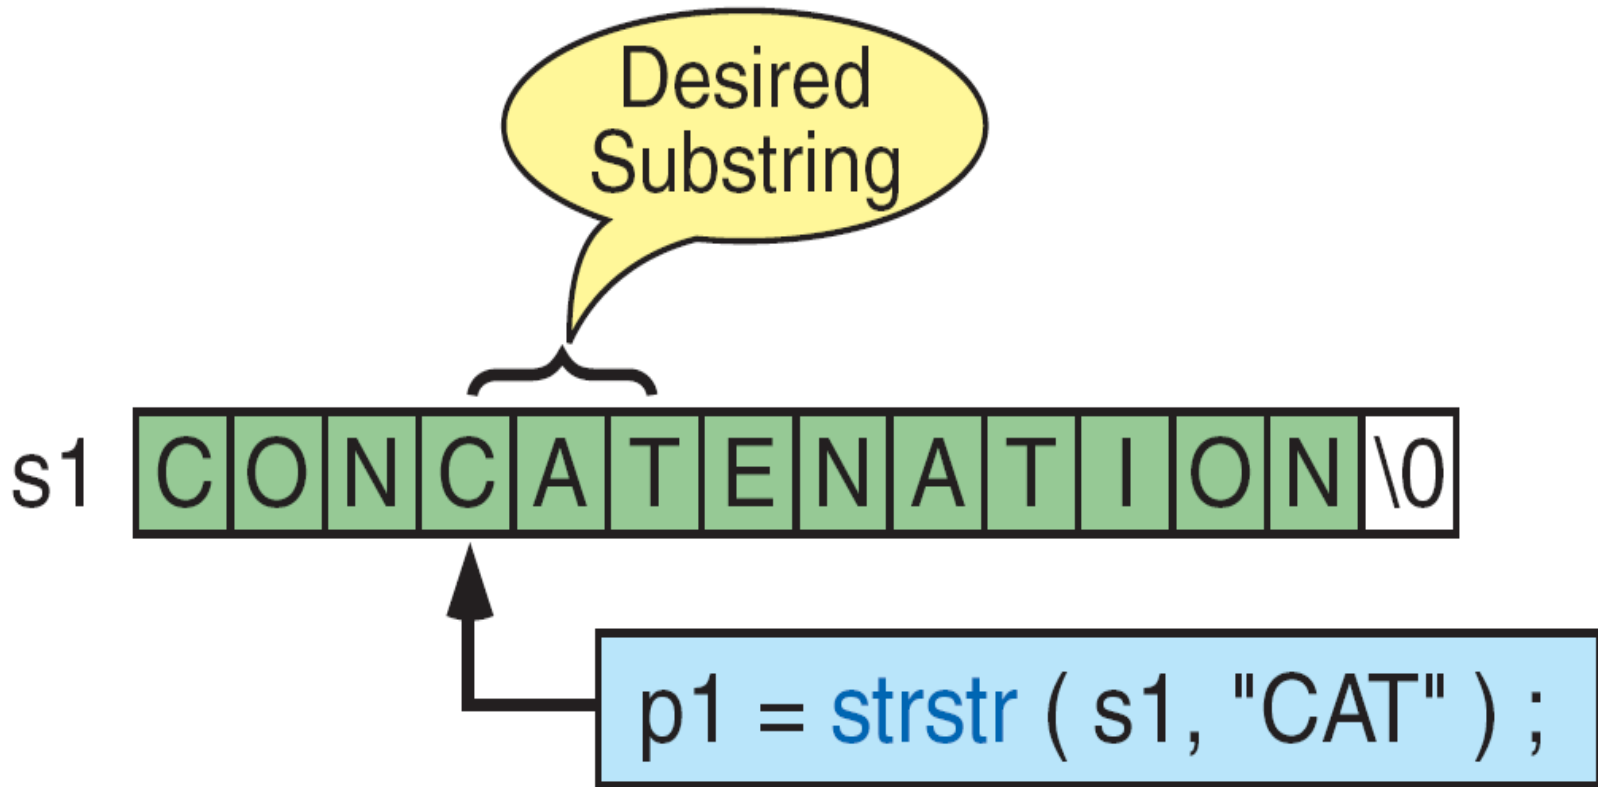 Desired
Substring
s1 C O N C A T E N A T I O N \0
p1 = strstr ( s1, "CAT" ) ;